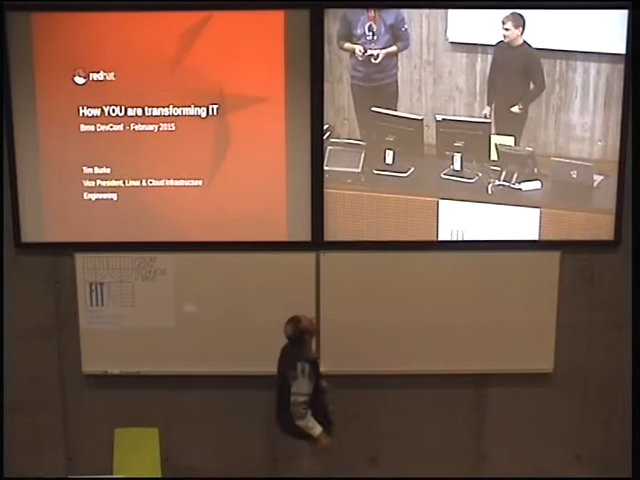 redhat
How YOU are transforming IT
Brno DevConf - February 2015
Tim Burke
Vice President, Linux & Cloud Infrastructure
Engineering
FIT